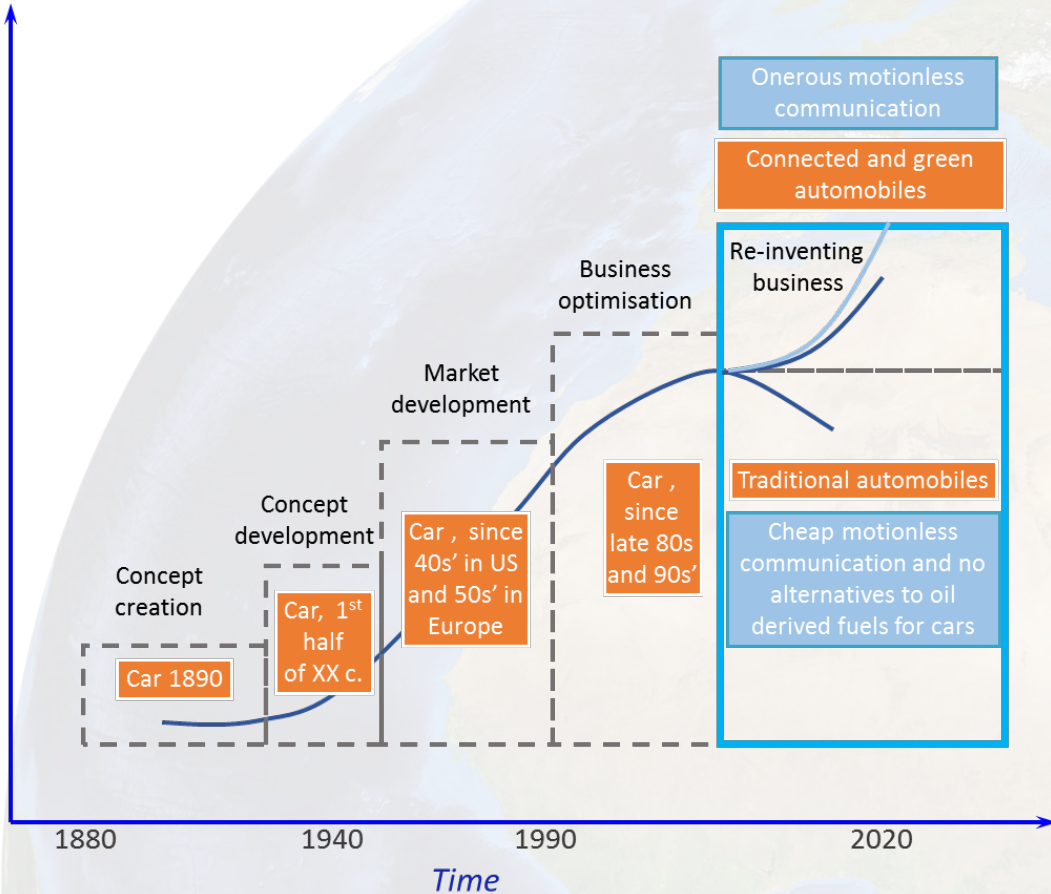 Onerous motionless
communication
Connected and green
automobiles
Re-inventing
business
Business
optimisation
Market
development
Concept
development
Concept
creation
Car 1890
Car, 1st
half
of XX c.
Car , since
40s’ in US
and 50s’ in
Europe
Car ,
since
late 80s
and 90s’
Traditional automobiles
Cheap motionless
communication and no
alternatives to oil
derived fuels for cars
1880
1940
1990
2020
Time